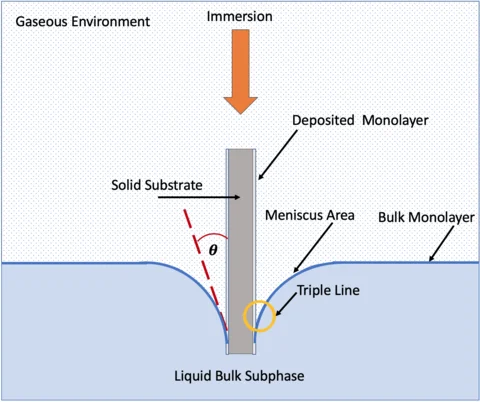 Gaseous Environment
Immersion
Deposited Monolayer
Solid Substrate
Meniscus Area
Bulk Monolayer
θ
Triple Line
Liquid Bulk Subphase